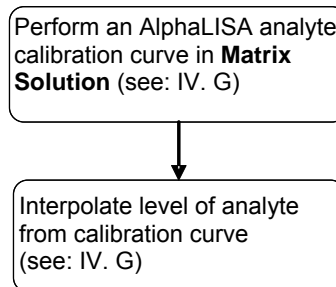 Perform an AlphaLISA analyte
calibration curve in Matrix
Solution (see: IV. G)
Interpolate level of analyte
from calibration curve
(see: IV. G)